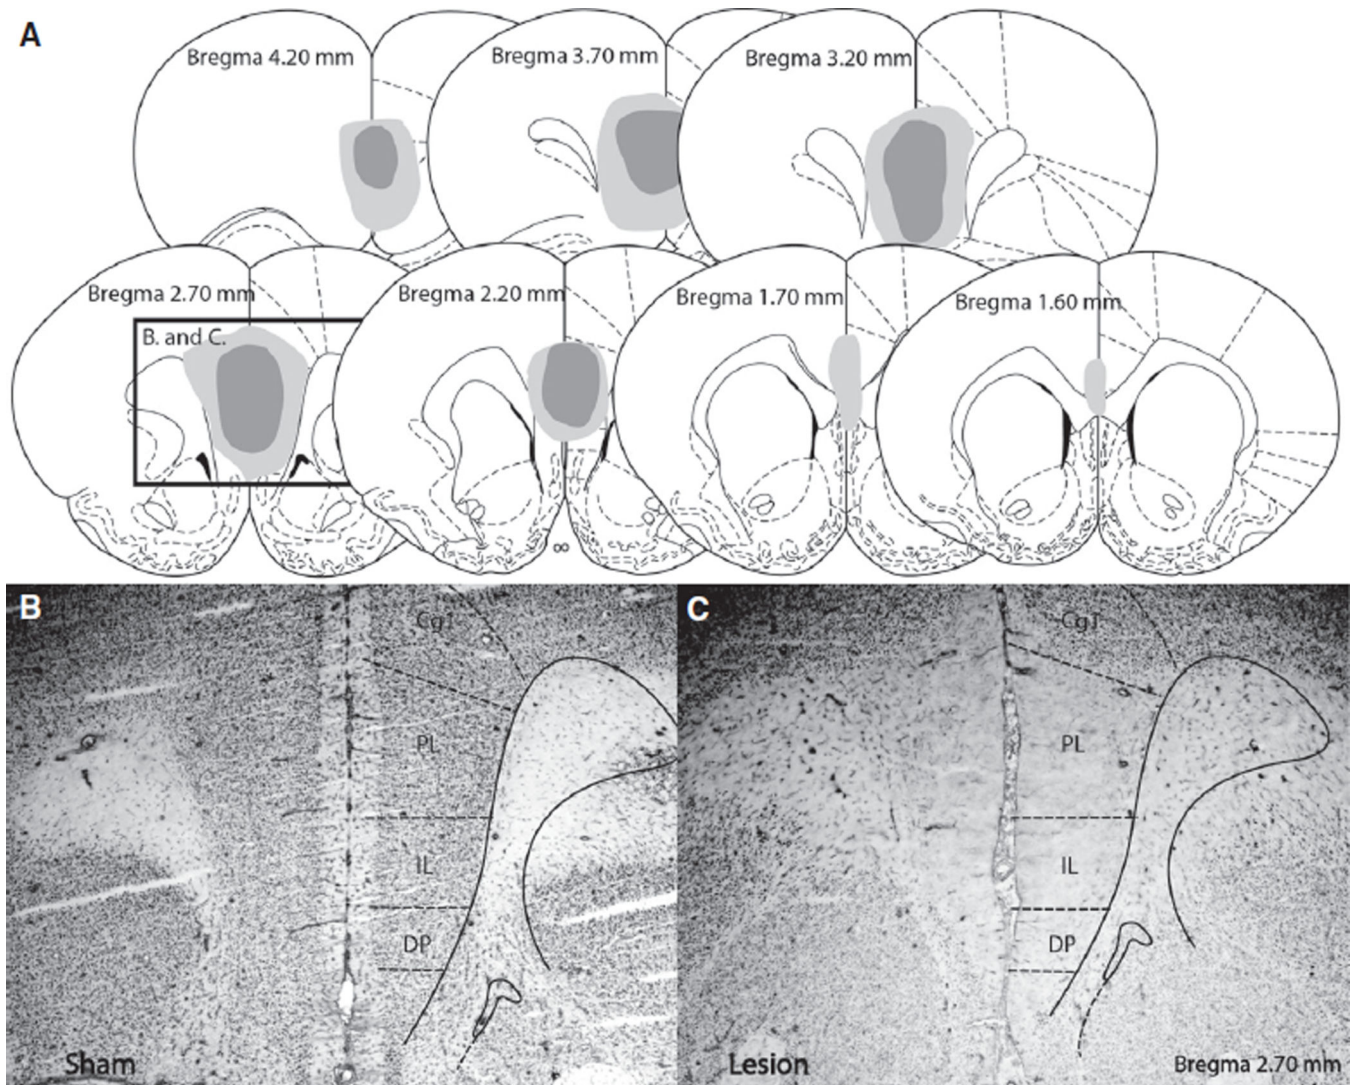 A
Bregma 4.20 mm
Bregma 3.70 mm
Bregma 3.20 mm
Bregma 2.70 mm
Bregma 2.20 mm
Bregma 1.70 mm
Bregma 1.60 mm
B. and C.
B
Cg1
PL
IL
DP
Sham
C
Cg1
PL
IL
DP
Lesion
Bregma 2.70 mm